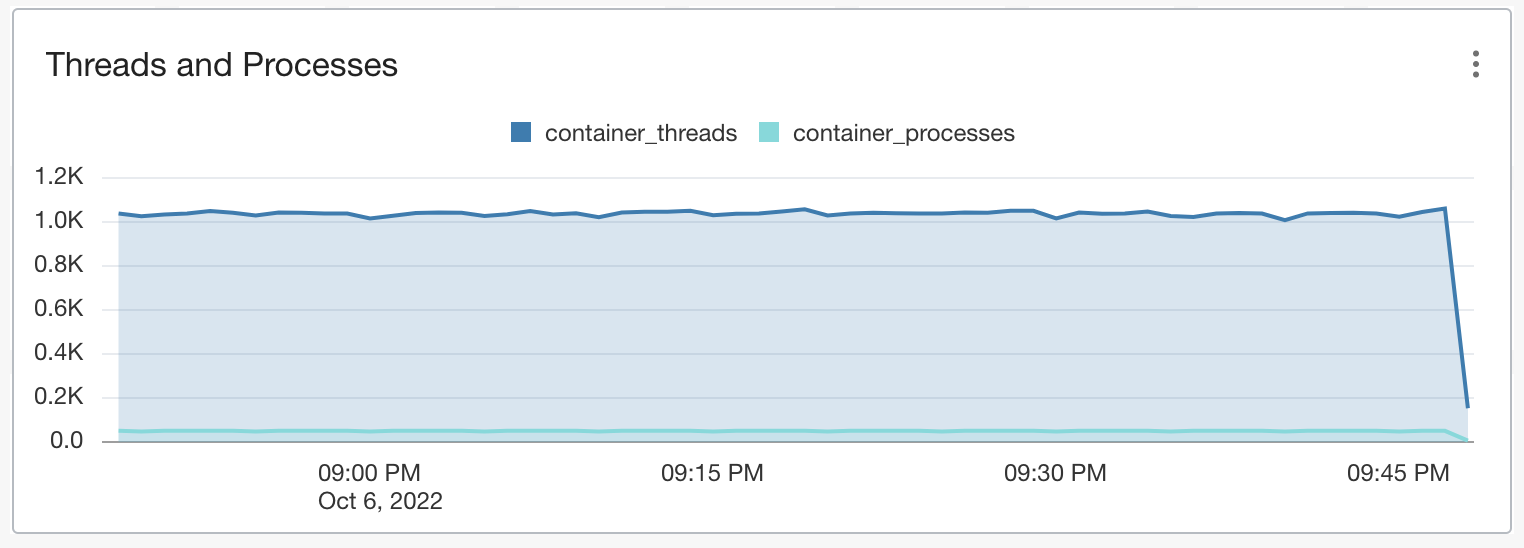 Threads and Processes
container_threads container_processes
1.2K
1.0K
0.8K
0.6K
0.4K
0.2K
0.0
09:00 PM 09:15 PM 09:30 PM 09:45 PM
Oct 6, 2022